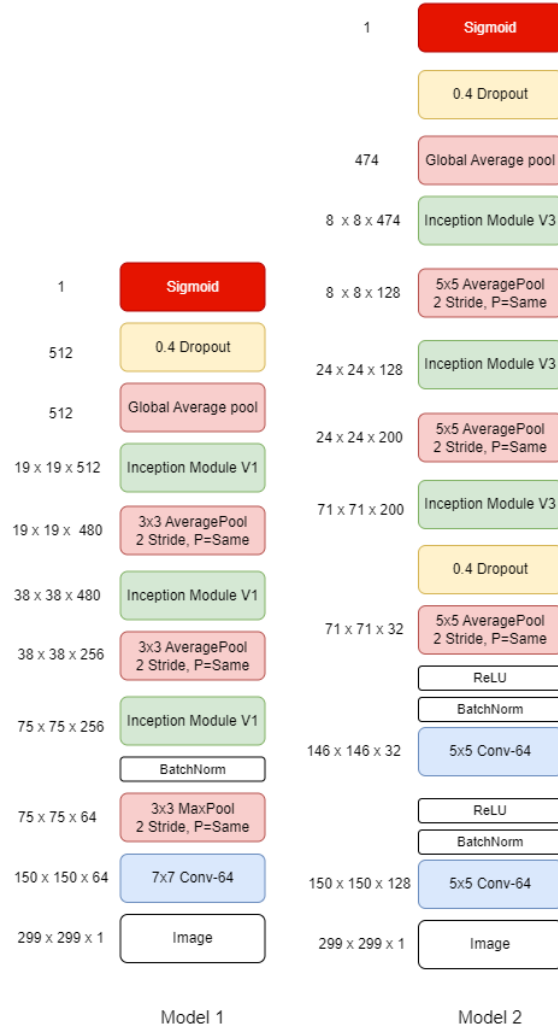 1
Sigmoid
0.4 Dropout
474
Global Average pool
8 x 8 x 474
Inception Module V3
8 x 8 x 128
5x5 AveragePool
2 Stride, P=Same
24 x 24 x 128
Inception Module V3
24 x 24 x 200
5x5 AveragePool
2 Stride, P=Same
71 x 71 x 200
Inception Module V3
0.4 Dropout
71 x 71 x 32
5x5 AveragePool
2 Stride, P=Same
ReLU
BatchNorm
146 x 146 x 32
5x5 Conv-64
ReLU
BatchNorm
150 x 150 x 128
5x5 Conv-64
299 x 299 x 1
Image
Model 2
1
Sigmoid
512
0.4 Dropout
512
Global Average pool
19 x 19 x 512
Inception Module V1
19 x 19 x 480
3x3 AveragePool
2 Stride, P=Same
38 x 38 x 480
Inception Module V1
38 x 38 x 256
3x3 AveragePool
2 Stride, P=Same
75 x 75 x 256
Inception Module V1
BatchNorm
75 x 75 x 64
3x3 MaxPool
2 Stride, P=Same
150 x 150 x 64
7x7 Conv-64
299 x 299 x 1
Image
Model 1